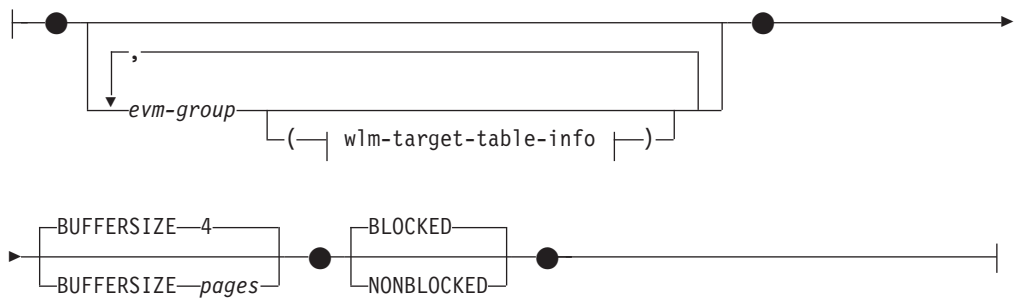 ,
evm-group
( wlm-target-table-info )
BUFFERSIZE 4 BLOCKED
BUFFERSIZE pages NONBLOCKED